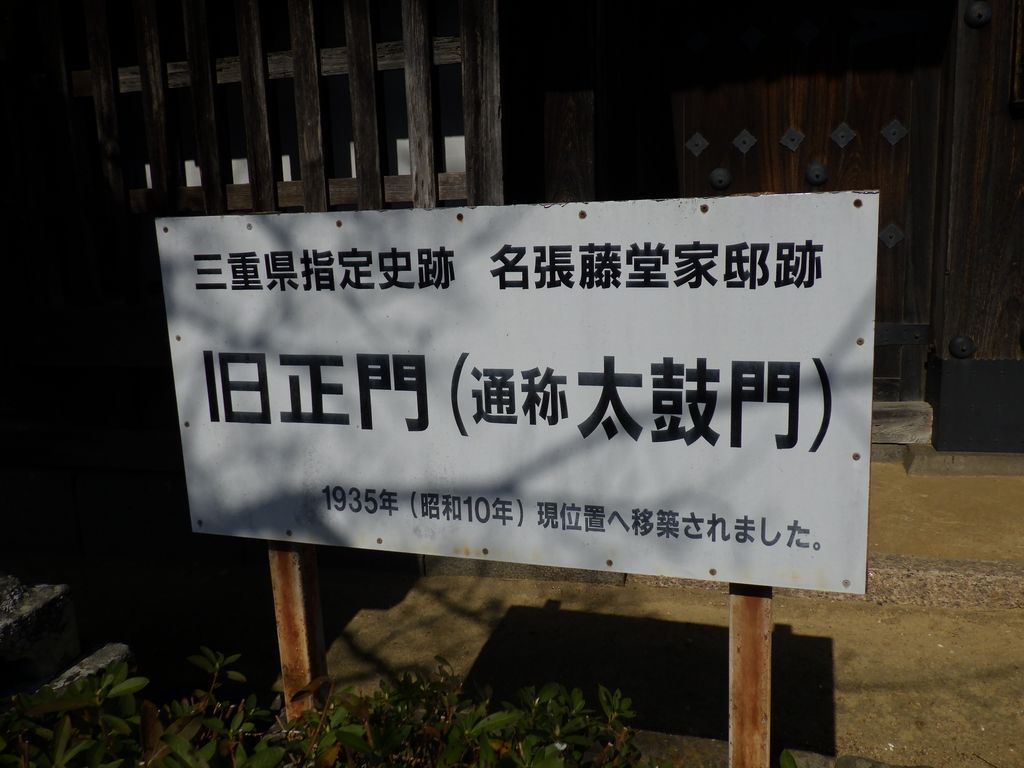 三重県指定史跡　名張藤堂家邸跡
旧正門(通称太鼓門)
1935年（昭和10年）現位置へ移築されました。